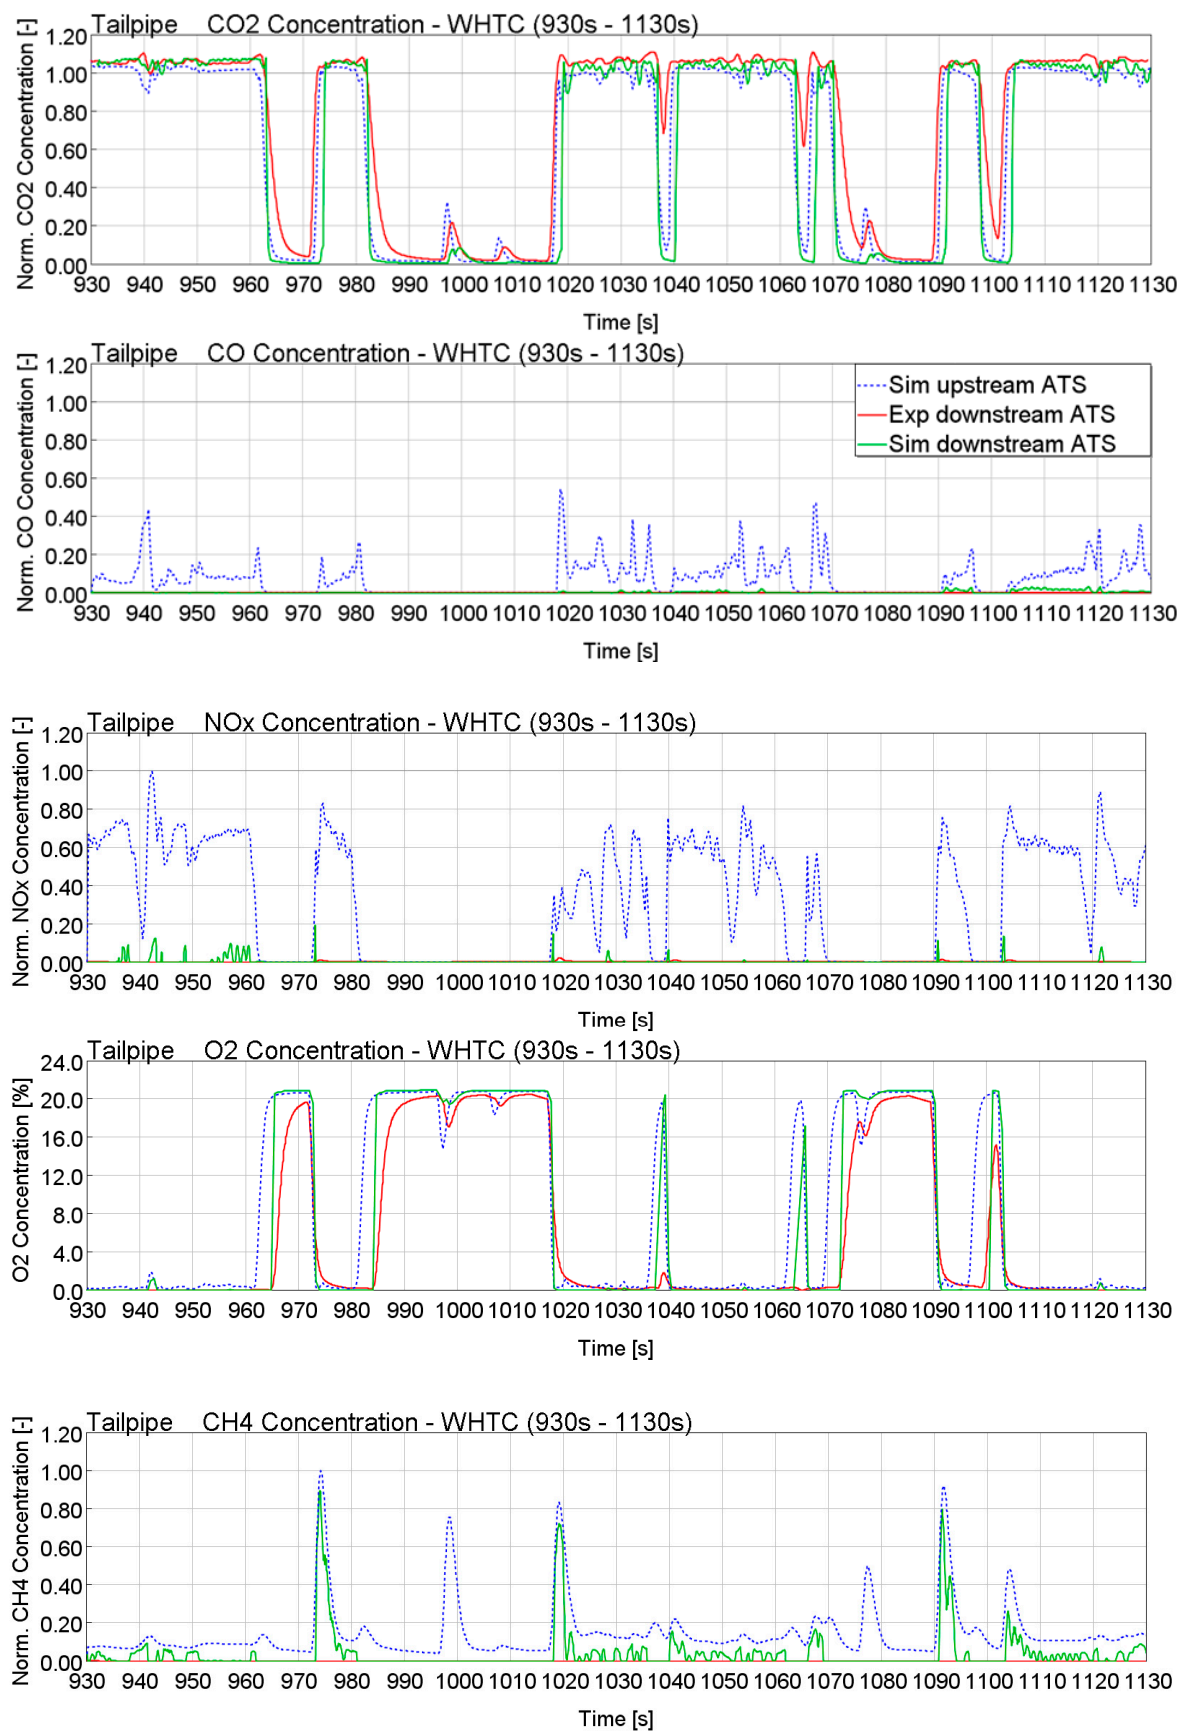 Tailpipe CO2 Concentration - WHTC (930s - 1130s)
Norm. CO2 Concentration [-]
1.20
1.00
0.80
0.60
0.40
0.20
0.00
930 940 950 960 970 980 990 1000 1010 1020 1030 1040 1050 1060 1070 1080 1090 1100 1110 1120 1130
Time [s]
Tailpipe CO Concentration - WHTC (930s - 1130s)
Norm. CO Concentration [-]
1.20
1.00
0.80
0.60
0.40
0.20
0.00
Sim upstream ATS
Exp downstream ATS
Sim downstream ATS
930 940 950 960 970 980 990 1000 1010 1020 1030 1040 1050 1060 1070 1080 1090 1100 1110 1120 1130
Time [s]
Tailpipe NOx Concentration - WHTC (930s - 1130s)
Norm. NOx Concentration [-]
1.20
1.00
0.80
0.60
0.40
0.20
0.00
930 940 950 960 970 980 990 1000 1010 1020 1030 1040 1050 1060 1070 1080 1090 1100 1110 1120 1130
Time [s]
Tailpipe O2 Concentration - WHTC (930s - 1130s)
O2 Concentration [%]
24.0
20.0
16.0
12.0
8.0
4.0
0.0
930 940 950 960 970 980 990 1000 1010 1020 1030 1040 1050 1060 1070 1080 1090 1100 1110 1120 1130
Time [s]
Tailpipe CH4 Concentration - WHTC (930s - 1130s)
Norm. CH4 Concentration [-]
1.20
1.00
0.80
0.60
0.40
0.20
0.00
930 940 950 960 970 980 990 1000 1010 1020 1030 1040 1050 1060 1070 1080 1090 1100 1110 1120 1130
Time [s]